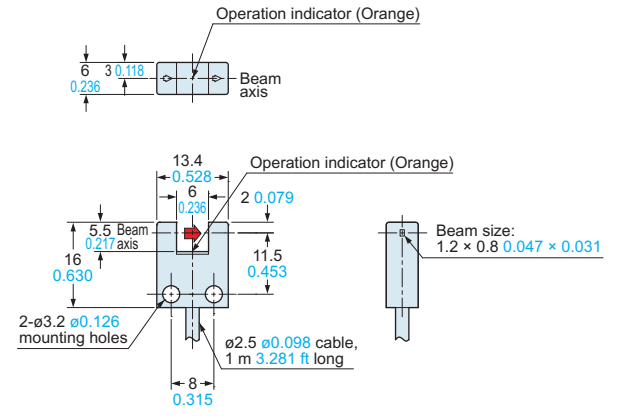 Operation indicator (Orange)
6
0.236
3 0.118
Beam
axis
13.4
0.528
Operation indicator (Orange)
6
0.236
2 0.079
5.5 Beam
0.217 axis
16
0.630
11.5
0.453
Beam size:
1.2 × 0.8 0.047 × 0.031
2-ø3.2 ø0.126
mounting holes
ø2.5 ø0.098 cable,
1 m 3.281 ft long
8
0.315